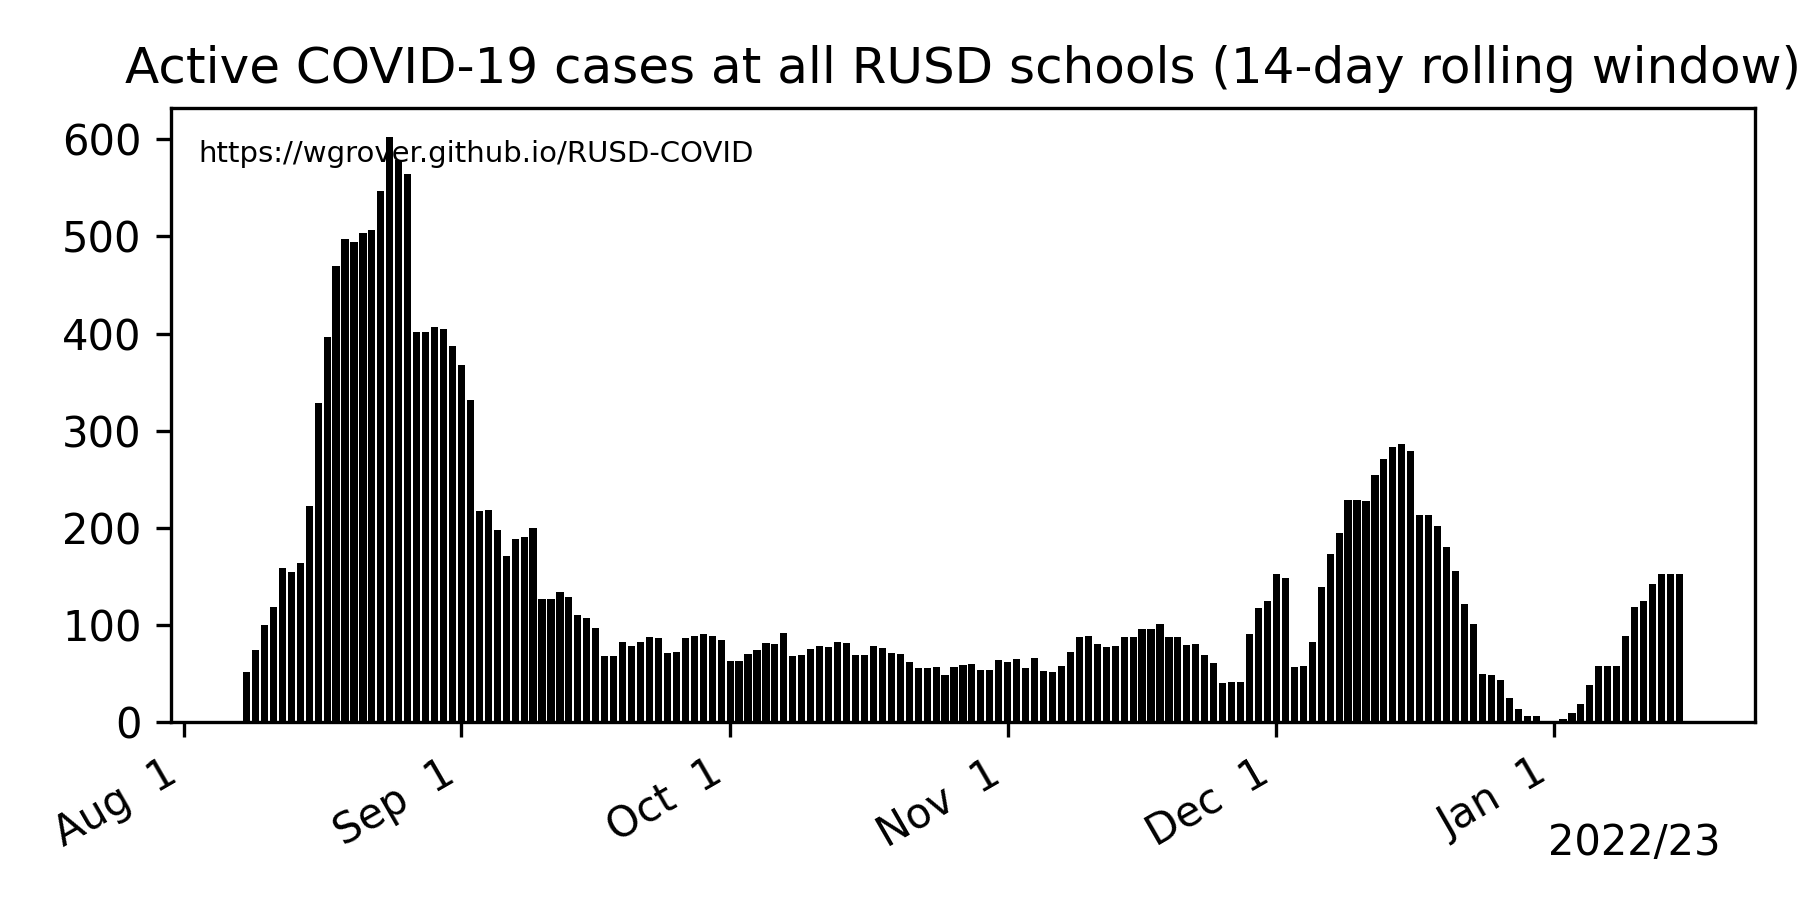 Active COVID-19 cases at all RUSD schools (14-day rolling window)
https://wgrover.github.io/RUSD-COVID
600
500
400
300
200
100
0
Aug 1
Sep 1
Oct 1
Nov 1
Dec 1
Jan 1
2022/23